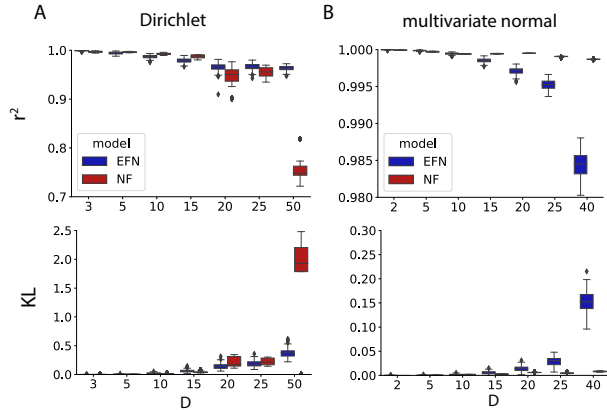 A
Dirichlet
B
multivariate normal
r²
1.0
0.9
0.8
0.7
model
EFN
NF
3 5 10 15 20 25 50
1.000
0.995
0.990
0.985
0.980
model
EFN
NF
2 5 10 15 20 25 40
KL
2.5
2.0
1.5
1.0
0.5
0.0
3 5 10 15 20 25 50
D
0.30
0.25
0.20
0.15
0.10
0.05
0.00
2 5 10 15 20 25 40
D